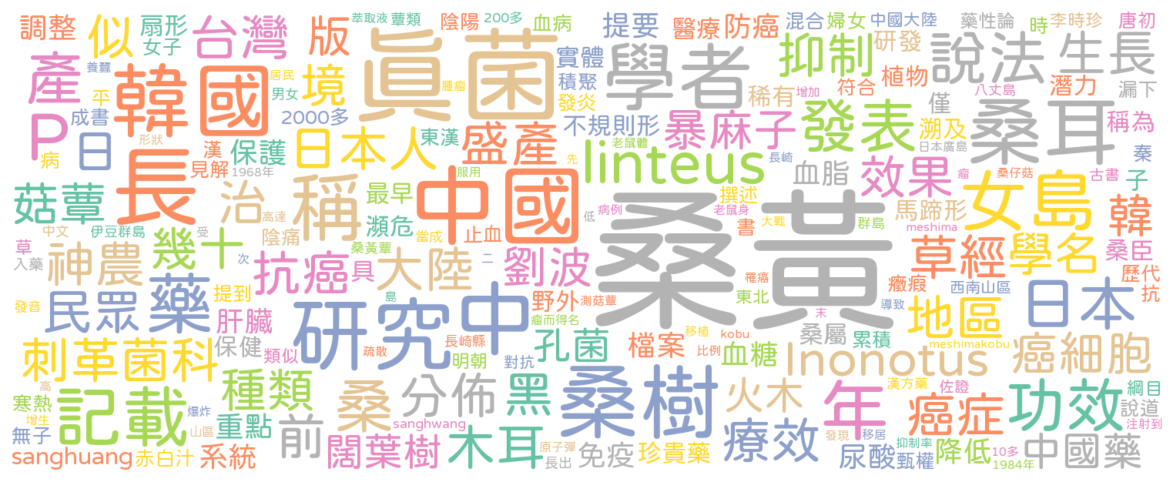 調整 似 扇形 女子 台灣 萃取液 蕈類 陰陽 200多 血病 提要 醫療 防癌 混合 婦女 中國大陸 藥性論 時 李時珍 唐初
產 養蠶 平 成書 韓國 居民 男女 境 版 眞菌 腫瘤 實體 積聚 發炎 學者 稀有 增加 抑制 研發 符合 植物 說法 八丈島 生長 潛力 漏下
P 病 日 形狀 漢 見解 2000多 1968年 保護 日本人 東漢 盛產 不規則形 老鼠體 暴麻子 發表 僅 溯及 日本廣島 桑耳 稱為 秦
菇蕈 長 治 稱 服用 最早 瀕危 中國 先 linteus 長崎 撰述 血脂 效果 瘤 桑仔菇 古書 子
中文 伊豆群島 受 高達 陰痛 當成 止血 低 病例 老鼠身 書 大戰 群島 馬蹄形 meshima 女島 韓
草 入藥 神農 幾十 次 桑黃蕈 具 大陸 二 劉波 桑黃 罹癌 癥瘕 草經 學名 桑臣 歷代
發音 民眾 藥 提到 抗癌 島 研究 中 野外 測菇蕈 瘤而得名 東北 導致 西南山區 日本 抗
刺革菌科 肝臟 保健 類似 疏散 長崎縣 明朝 對抗 孔菌 移植 檔案 kobu 比例 末 血糖 桑屬 累積 地區 meshimakobu
高 寒熱 增生 種類 爆炸 Inonotus 漢方藥 佐證 癌細胞
無子 記載 山區 重點 前 桑 分佈 sanghwang 黑 桑樹 火木 年 癌症 功效 綱目 說道 注射到
sanghuang 赤白汁 系統 闊葉樹 木耳 原子彈 長出 免疫 珍貴藥 療效 發現 移居 尿酸 甄權 抑制率 降低 10多 1984年 中國藥